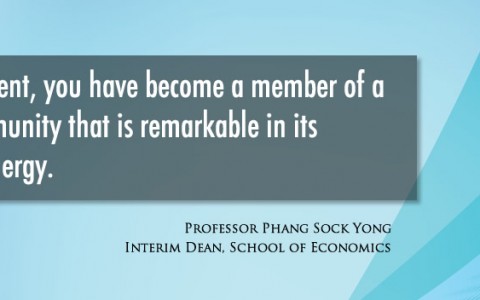 ent, you have become a member of a
munity that is remarkable in its
ergy.
Professor Phang Sock Yong
Interim Dean, School of Economics